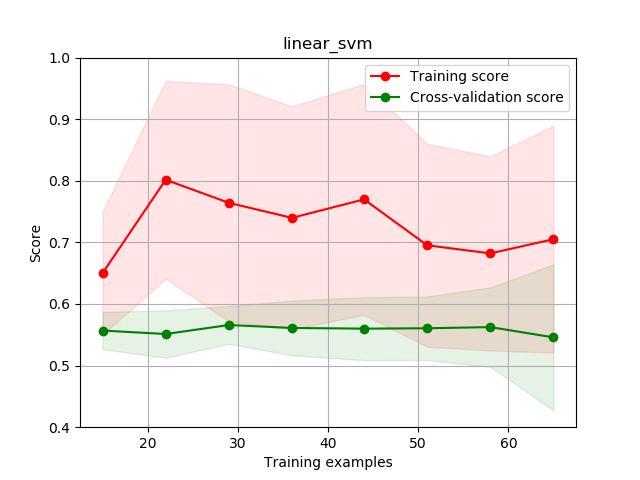 linear_svm
1.0
0.9
0.8
0.7
0.6
0.5
0.4
Score
Training score
Cross-validation score
20 30 40 50 60
Training examples